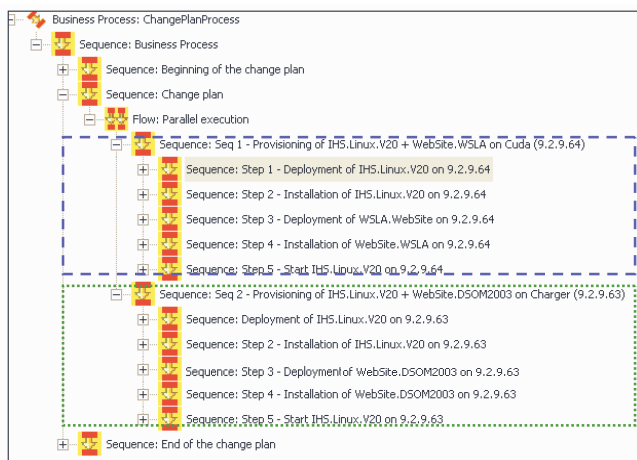 Business Process: ChangePlanProcess
Sequence: Business Process
Sequence: Beginning of the change plan
Sequence: Change plan
Flow: Parallel execution
Sequence: Seq 1 - Provisioning of IHS.Linux.V20 + WebSite.WSLA on Cuda (9.2.9.64)
Sequence: Step 1 - Deployment of IHS.Linux.V20 on 9.2.9.64
Sequence: Step 2 - Installation of IHS.Linux.V20 on 9.2.9.64
Sequence: Step 3 - Deployment of WSLA.WebSite on 9.2.9.64
Sequence: Step 4 - Installation of WebSite.WSLA on 9.2.9.64
Sequence: Step 5 - Start IHS.Linux.V20 on 9.2.9.64
Sequence: Seq 2 - Provisioning of IHS.Linux.V20 + WebSite.DSOM2003 on Charger (9.2.9.63)
Sequence: Deployment of IHS.Linux.V20 on 9.2.9.63
Sequence: Step 2 - Installation of IHS.Linux.V20 on 9.2.9.63
Sequence: Step 3 - Deployment of WebSite.DSOM2003 on 9.2.9.63
Sequence: Step 4 - Installation of WebSite.DSOM2003 on 9.2.9.63
Sequence: Step 5 - Start IHS.Linux.V20 on 9.2.9.63
Sequence: End of the change plan